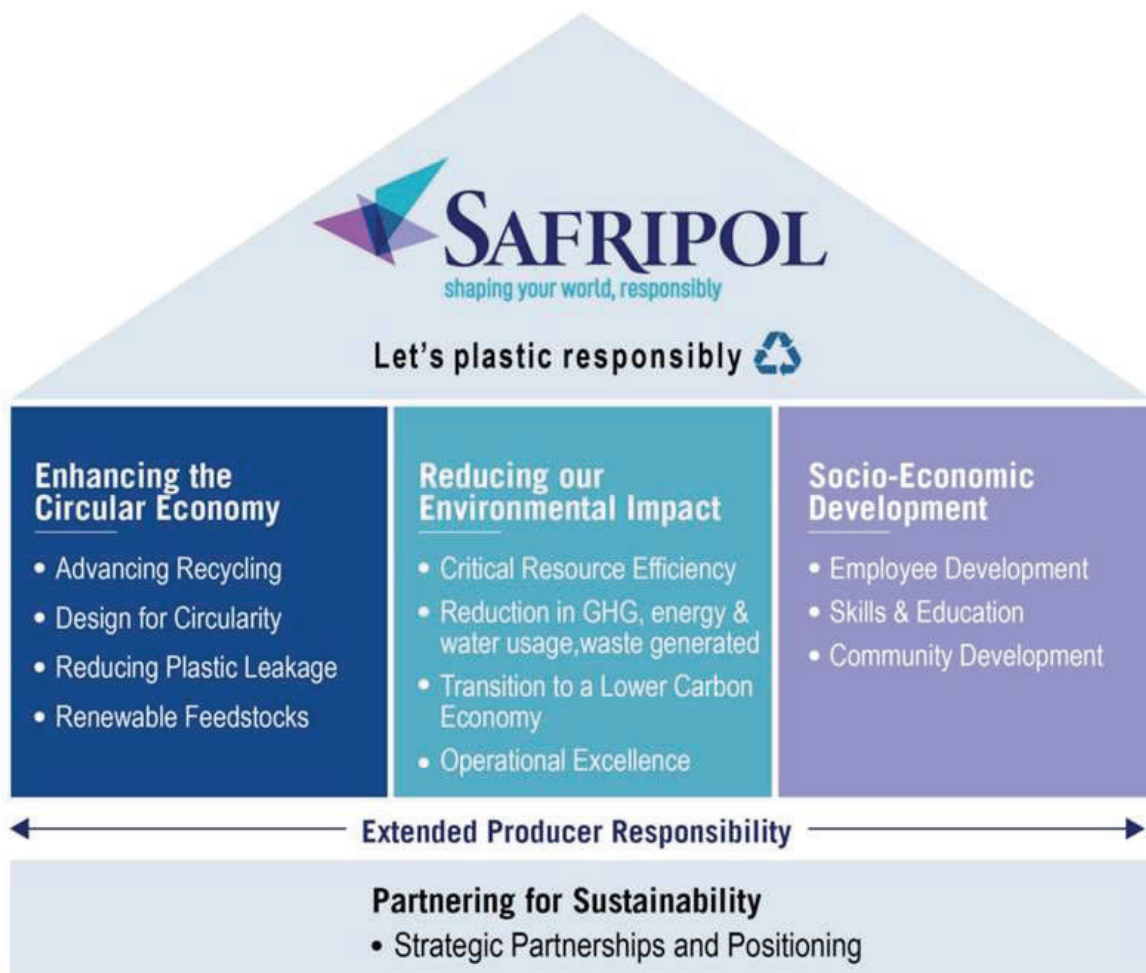 SAFRIPOL
shaping your world, responsibly
Let's plastic responsibly
Enhancing the
Circular Economy
• Advancing Recycling
• Design for Circularity
• Reducing Plastic Leakage
• Renewable Feedstocks
Reducing our
Environmental Impact
• Critical Resource Efficiency
• Reduction in GHG, energy &
water usage,waste generated
• Transition to a Lower Carbon
Economy
• Operational Excellence
Socio-Economic
Development
• Employee Development
• Skills & Education
• Community Development
Extended Producer Responsibility
Partnering for Sustainability
• Strategic Partnerships and Positioning